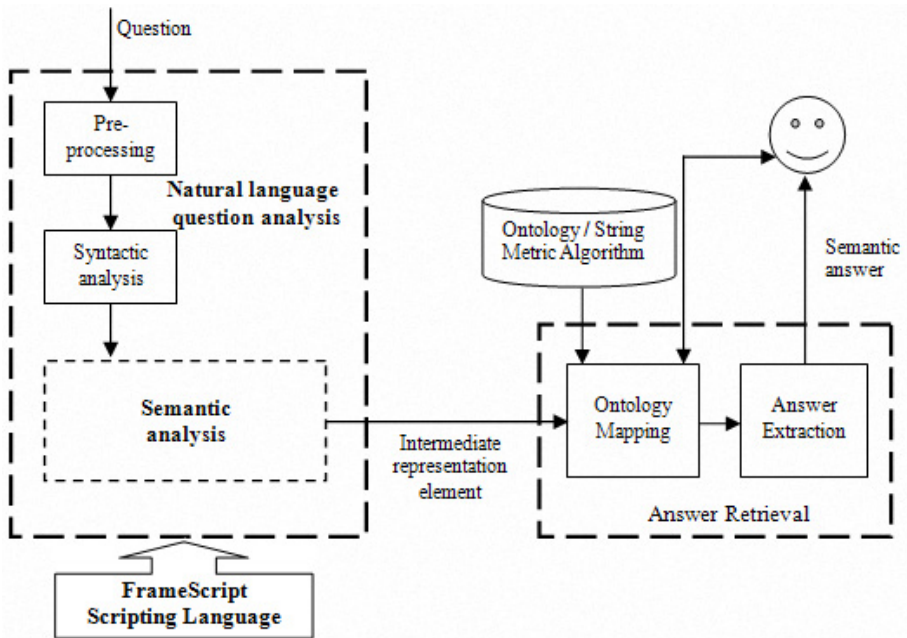 Question
Pre-
processing
Natural language
question analysis
Syntactic
analysis
Semantic
analysis
FrameScript
Scripting Language
Intermediate
representation
element
Ontology / String
Metric Algorithm
Ontology
Mapping
Answer
Extraction
Answer Retrieval
Semantic
answer